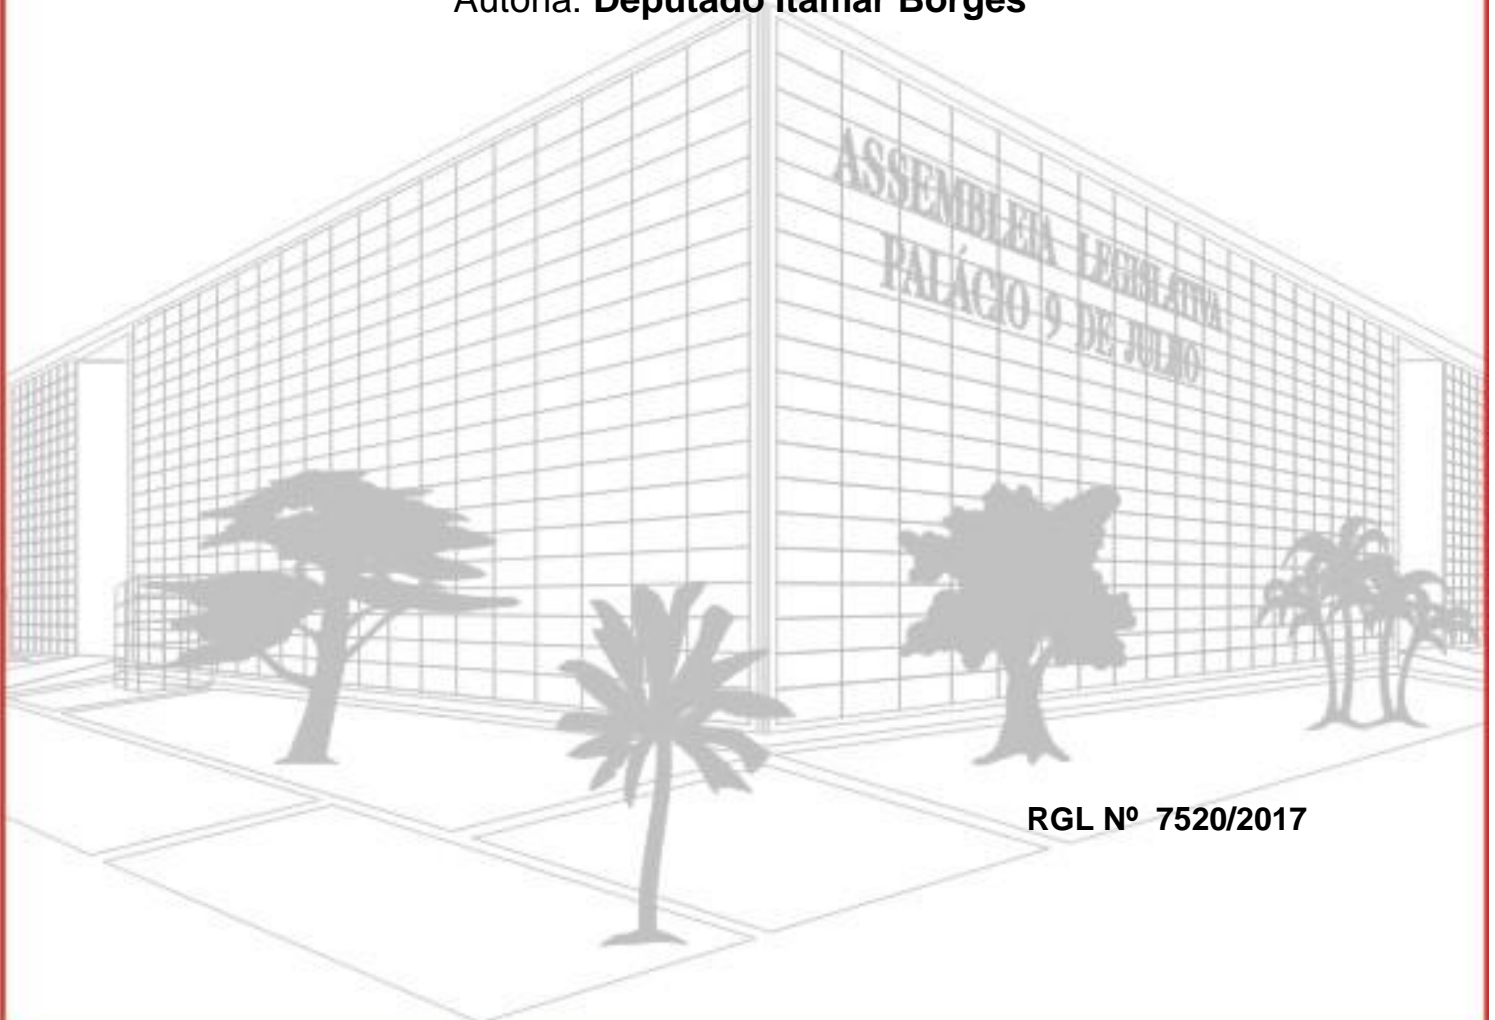 Autoria: Deputado Itamar Borges
ASSEMBLEIA LEGISLATIVA
PALÁCIO 9 DE JULHO
RGL Nº 7520/2017